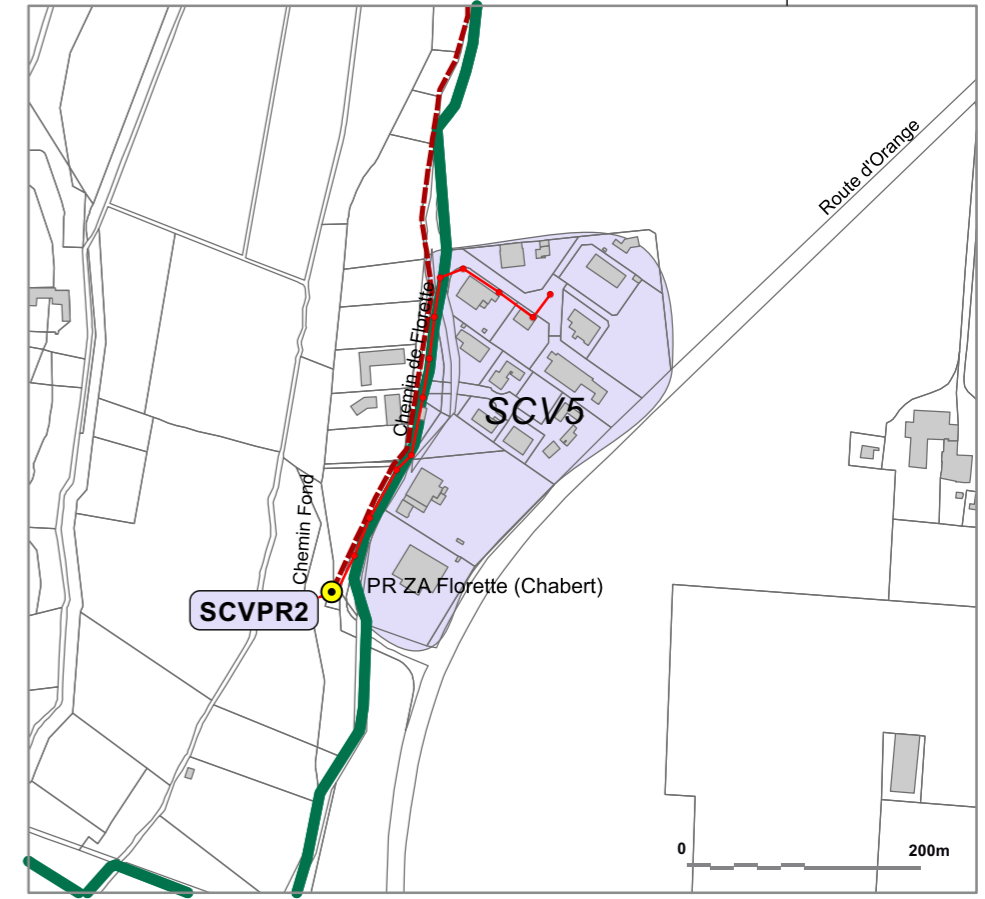 Route d'Orange
Chemin de Florette
SCV5
Chemin Fond
PR ZA Florette (Chabert)
SCVPR2
0 200m